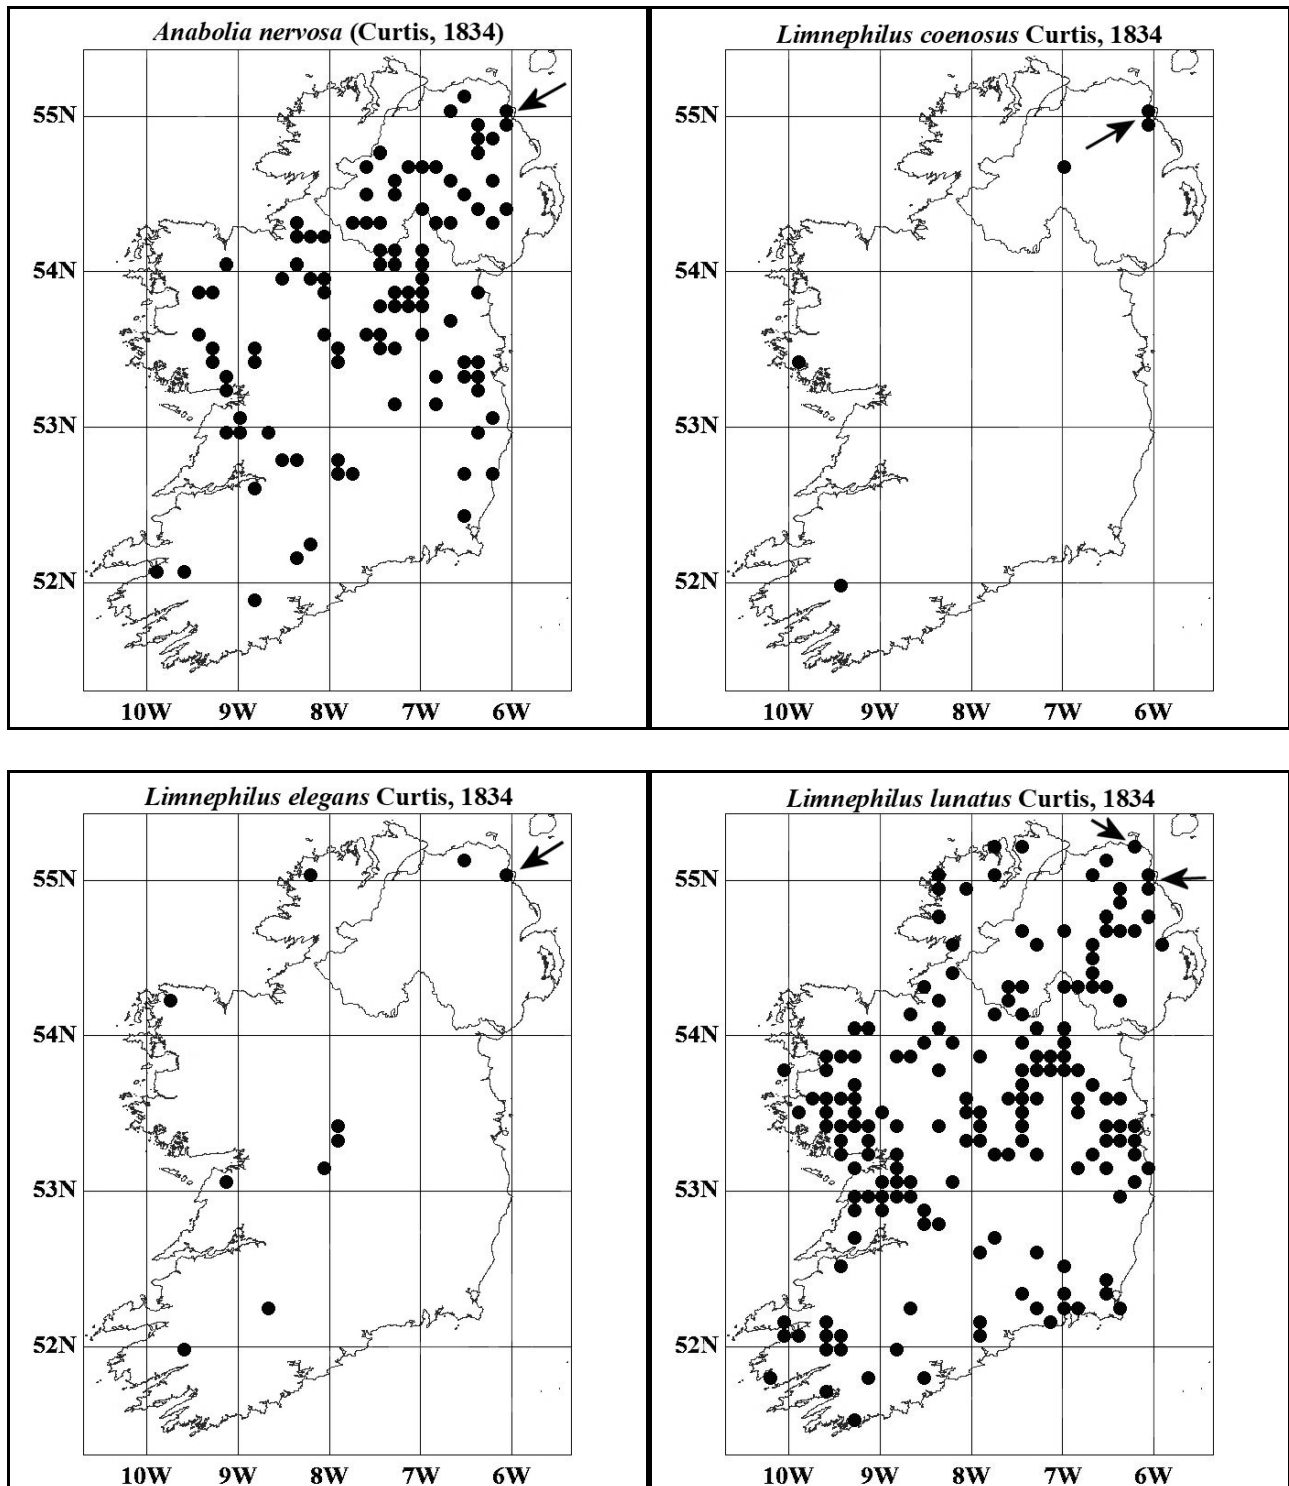 Anabolia nervosa (Curtis, 1834)
55N
54N
53N
52N
10W 9W 8W 7W 6W
Limnephilus coenosus Curtis, 1834
55N
54N
53N
52N
10W 9W 8W 7W 6W
Limnephilus elegans Curtis, 1834
55N
54N
53N
52N
10W 9W 8W 7W 6W
Limnephilus lunatus Curtis, 1834
55N
54N
53N
52N
10W 9W 8W 7W 6W